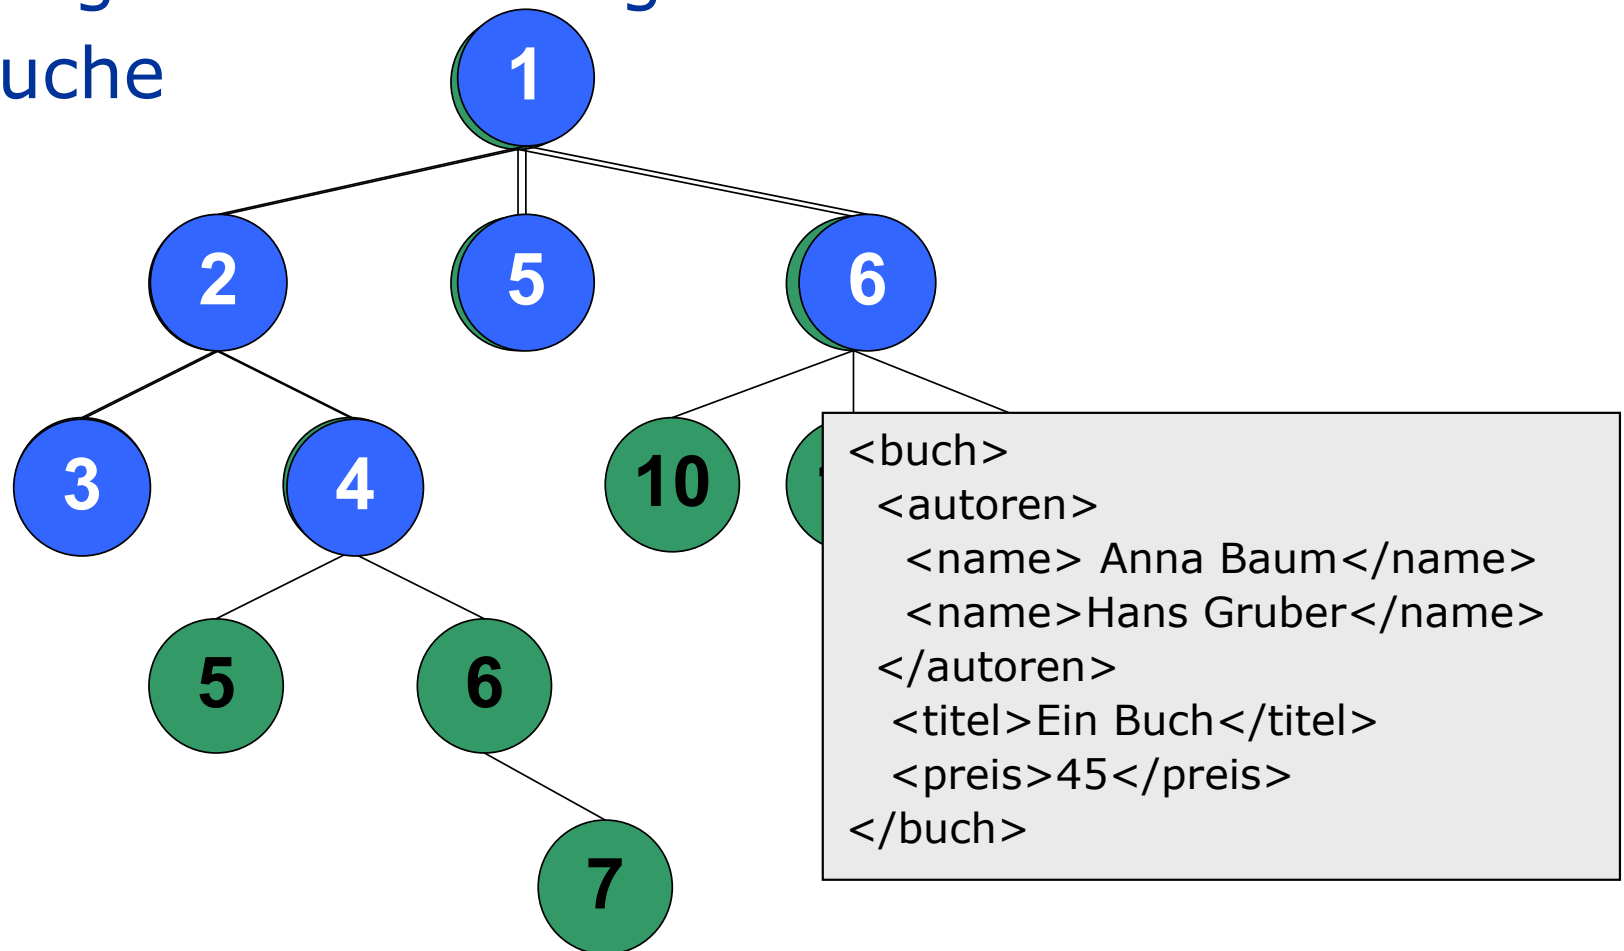 uche
1
2
5
6
3
4
10
5
6
7
<buch>
<autoren>
<name> Anna Baum</name>
<name>Hans Gruber</name>
</autoren>
<titel>Ein Buch</titel>
<preis>45</preis>
</buch>